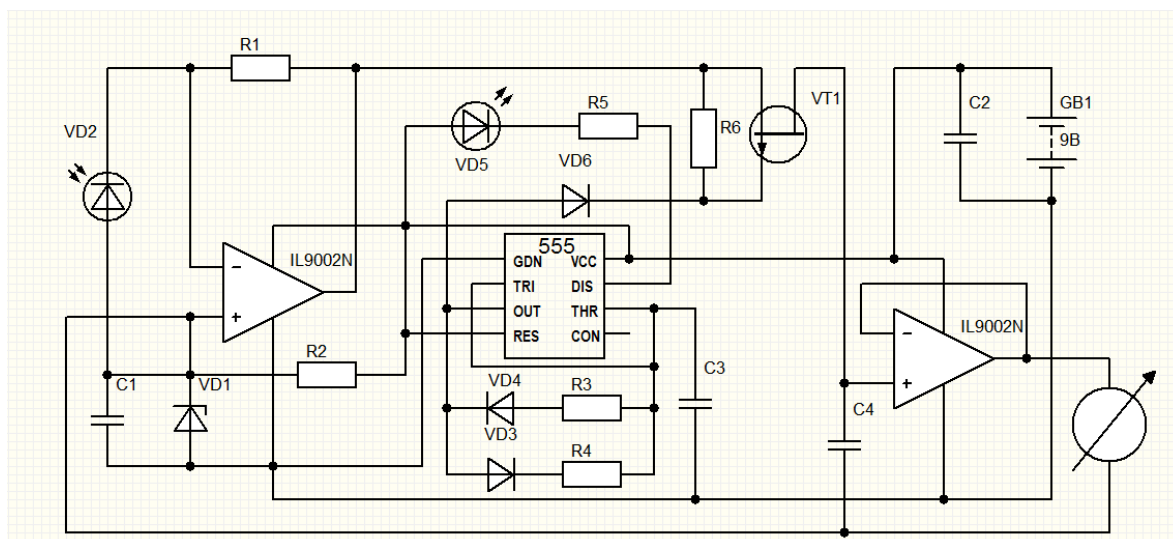 R1
VD2
VD5
R5
VD6
R6
VT1
C2
GB1
9В
IL9002N
−
+
555
GDN VCC
TRI DIS
OUT THR
RES CON
IL9002N
−
+
C1
VD1
R2
VD4
R3
VD3
R4
C3
C4